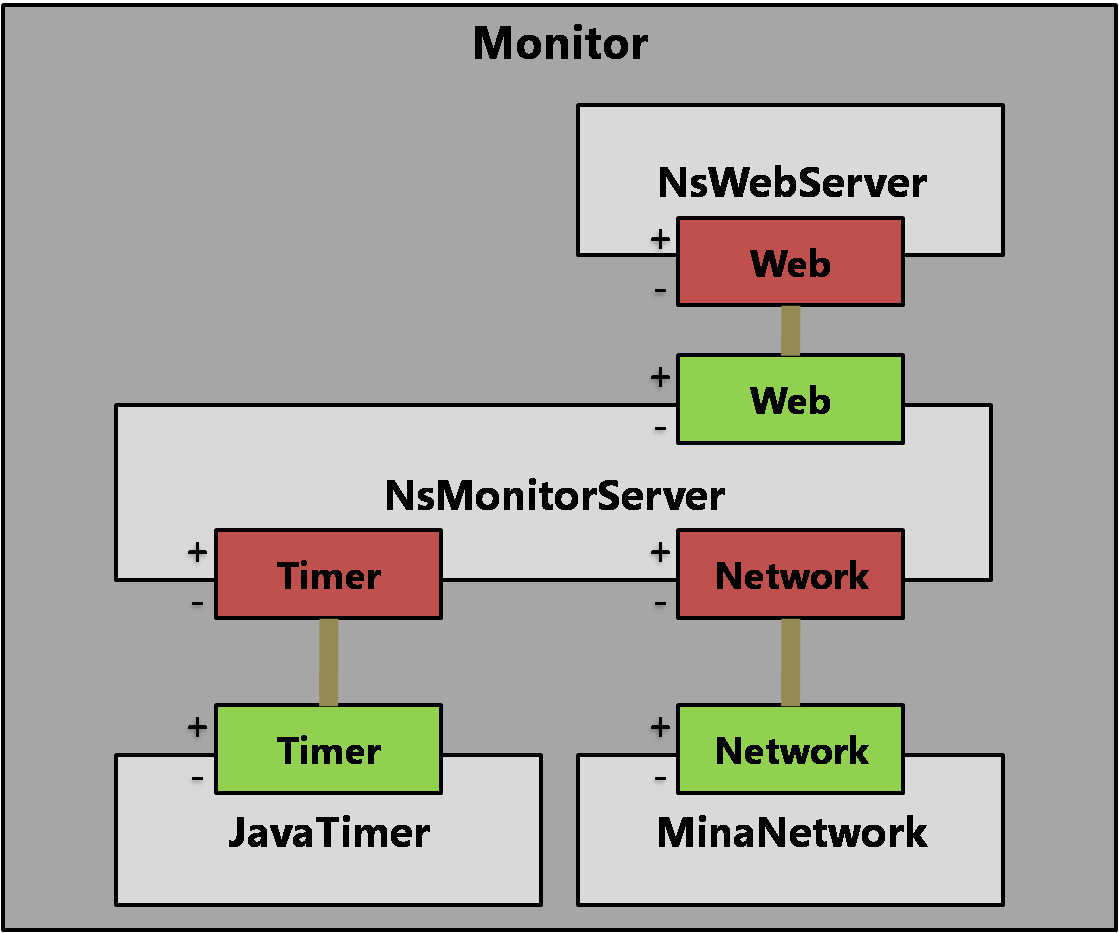 Monitor
NsWebServer
+
Web
-
+
Web
-
NsMonitorServer
+ +
Timer Network
- -
+ +
Timer Network
- -
JavaTimer MinaNetwork